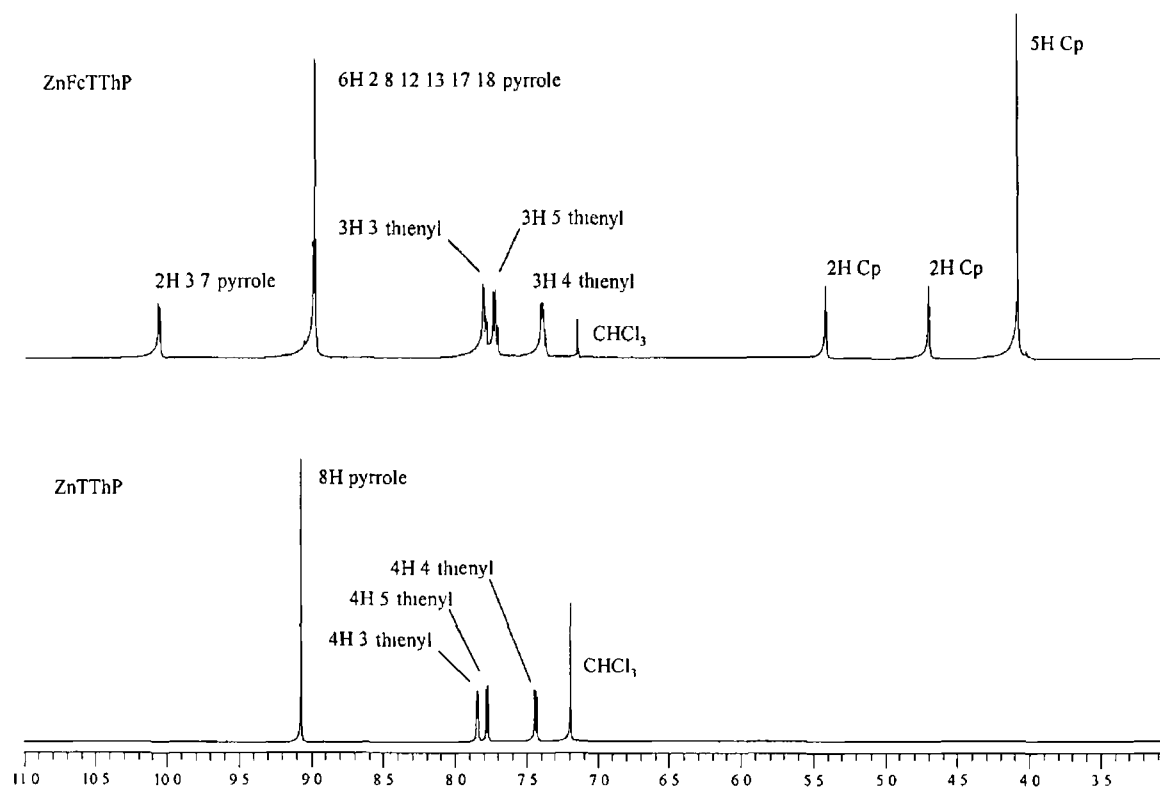 5H Cp
ZnFcTThP
6H 2 8 12 13 17 18 pyrrole
3H 5 thienyl
3H 3 thienyl
2H 3 7 pyrrole
3H 4 thienyl
2H Cp
2H Cp
CHCl3
ZnTThP
8H pyrrole
4H 4 thienyl
4H 5 thienyl
4H 3 thienyl
CHCl3
11 0 10 5 10 0 9 5 9 0 8 5 8 0 7 5 7 0 6 5 6 0 5 5 5 0 4 5 4 0 3 5